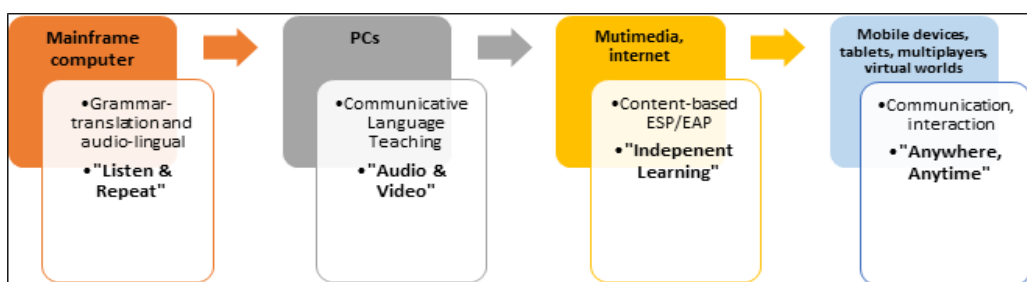 Mainframe
computer
•Grammar-
translation and
audio-lingual
•"Listen &
Repeat"
PCs
•Communicative
Language
Teaching
•"Audio &
Video"
Mutimedia,
internet
•Content-based
ESP/EAP
•"Indepenent
Learning"
Mobile devices,
tablets, multiplayers,
virtual worlds
•Communication,
interaction
•"Anywhere,
Anytime"